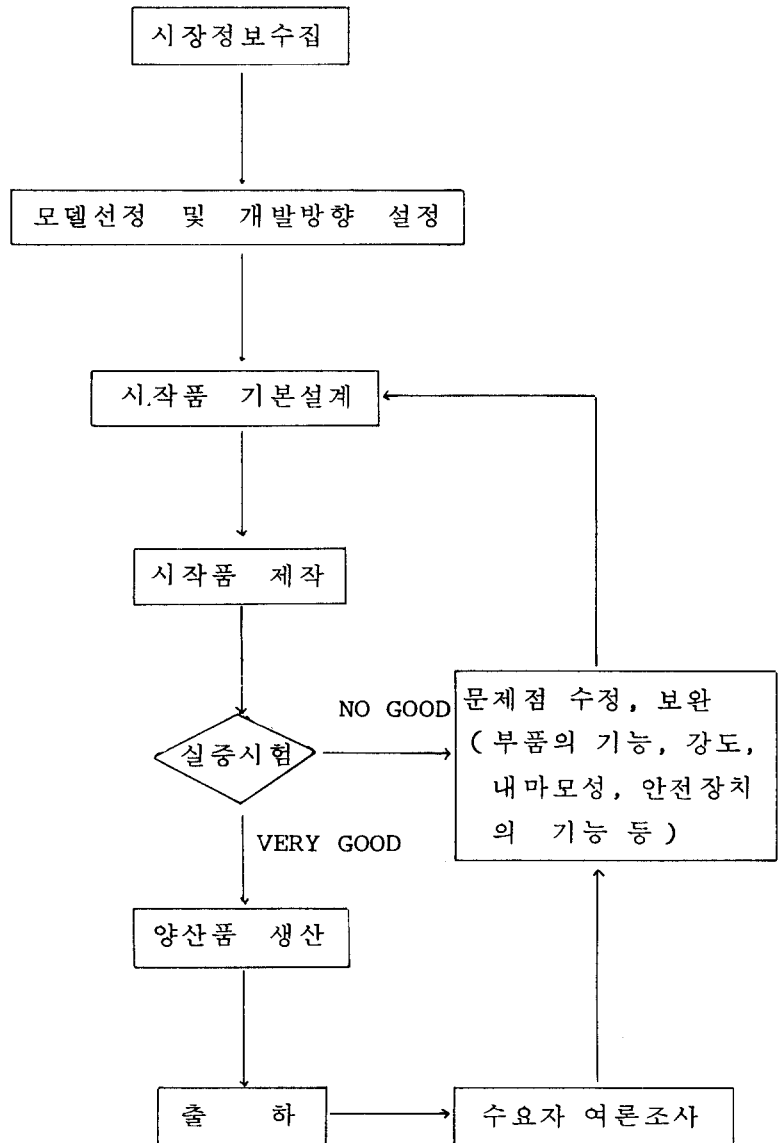 시장정보수집
모델선정 및 개발방향 설정
시작품 기본설계
시작품 제작
실증시험
NO GOOD
문제점 수정, 보완
(부품의 기능, 강도,
내마모성, 안전장치
의 기능 등)
VERY GOOD
양산품 생산
출 하
수요자 여론조사